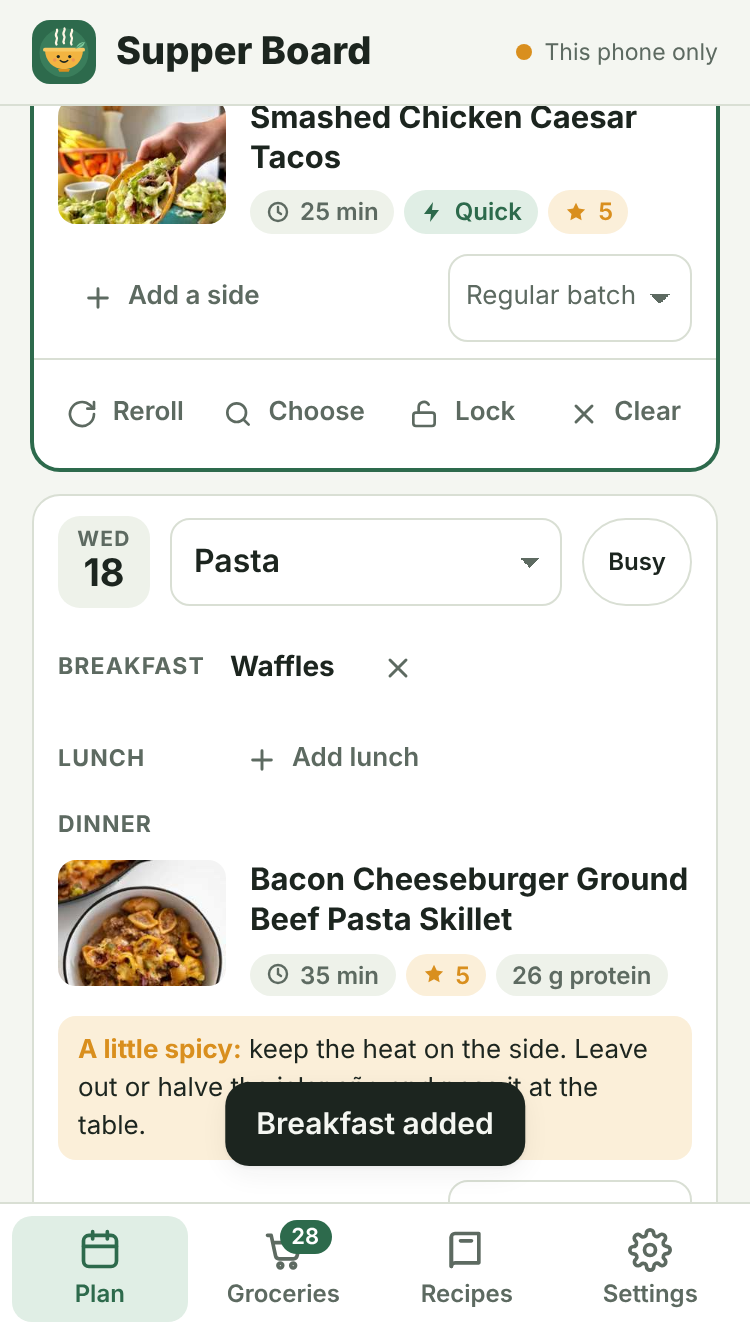 Supper Board
This phone only
Smashed Chicken Caesar
Tacos
25 min
Quick
5
Add a side
Regular batch
Reroll
Choose
Lock
Clear
WED
18
Pasta
Busy
BREAKFAST
Waffles
LUNCH
Add lunch
DINNER
Bacon Cheeseburger Ground
Beef Pasta Skillet
35 min
5
26 g protein
A little spicy: keep the heat on the side. Leave
out or halve at the
table.
Breakfast added
28
Plan
Groceries
Recipes
Settings